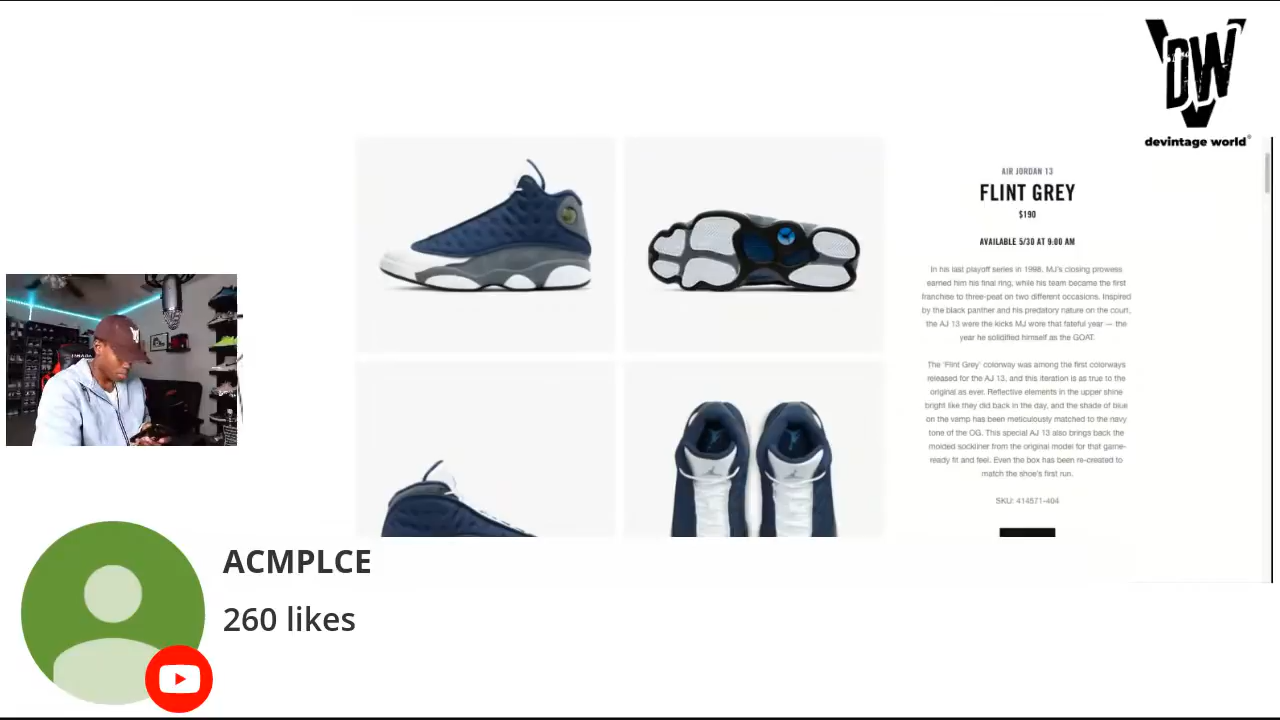 DW
devintage world®
AIR JORDAN 13
FLINT GREY
$190
AVAILABLE 5/30 AT 9:00 AM
In his last playoff series in 1998, MJ's closing prowess
earned him his final ring, while his team became the first
franchise to three-peat on two different occasions. Inspired
by the black panther and his predatory nature on the court,
the AJ 13 were the kicks MJ wore that fateful year — the
year he solidified himself as the GOAT.
The 'Flint Grey' colorway was among the first colorways
released for the AJ 13, and this iteration is as true to the
original as ever. Reflective elements in the upper shine
bright like they did back in the day, and the shade of blue
on the vamp has been meticulously matched to the navy
tone of the OG. This special AJ 13 also brings back the
molded sockliner from the original model for that game-
ready fit and feel. Even the box has been re-created to
match the shoe's first run.
SKU: 414571-404
ACMPLCE
260 likes